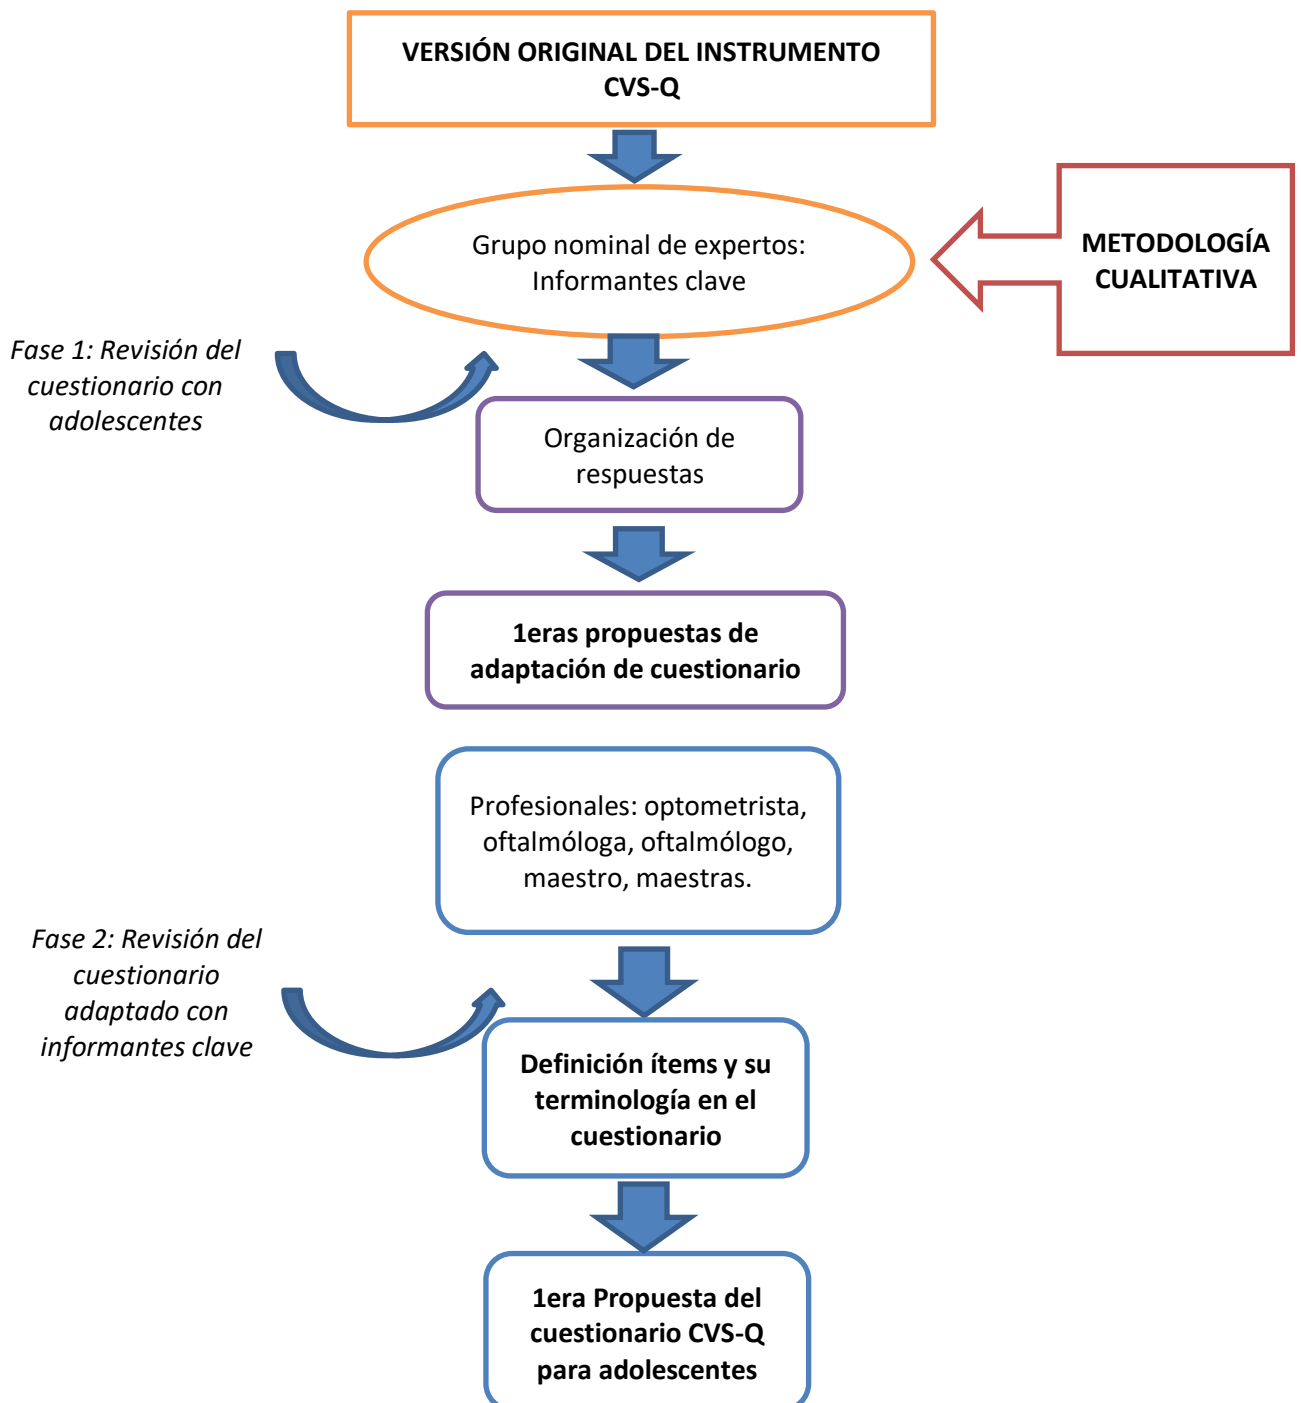 VERSIÓN ORIGINAL DEL INSTRUMENTO
CVS-Q
Grupo nominal de expertos:
Informantes clave
METODOLOGÍA
CUALITATIVA
Fase 1: Revisión del
cuestionario con
adolescentes
Organización de
respuestas
1eras propuestas de
adaptación de cuestionario
Profesionales: optometrista,
oftalmóloga, oftalmólogo,
maestro, maestras.
Fase 2: Revisión del
cuestionario
adaptado con
informantes clave
Definición ítems y su
terminología en el
cuestionario
1era Propuesta del
cuestionario CVS-Q
para adolescentes